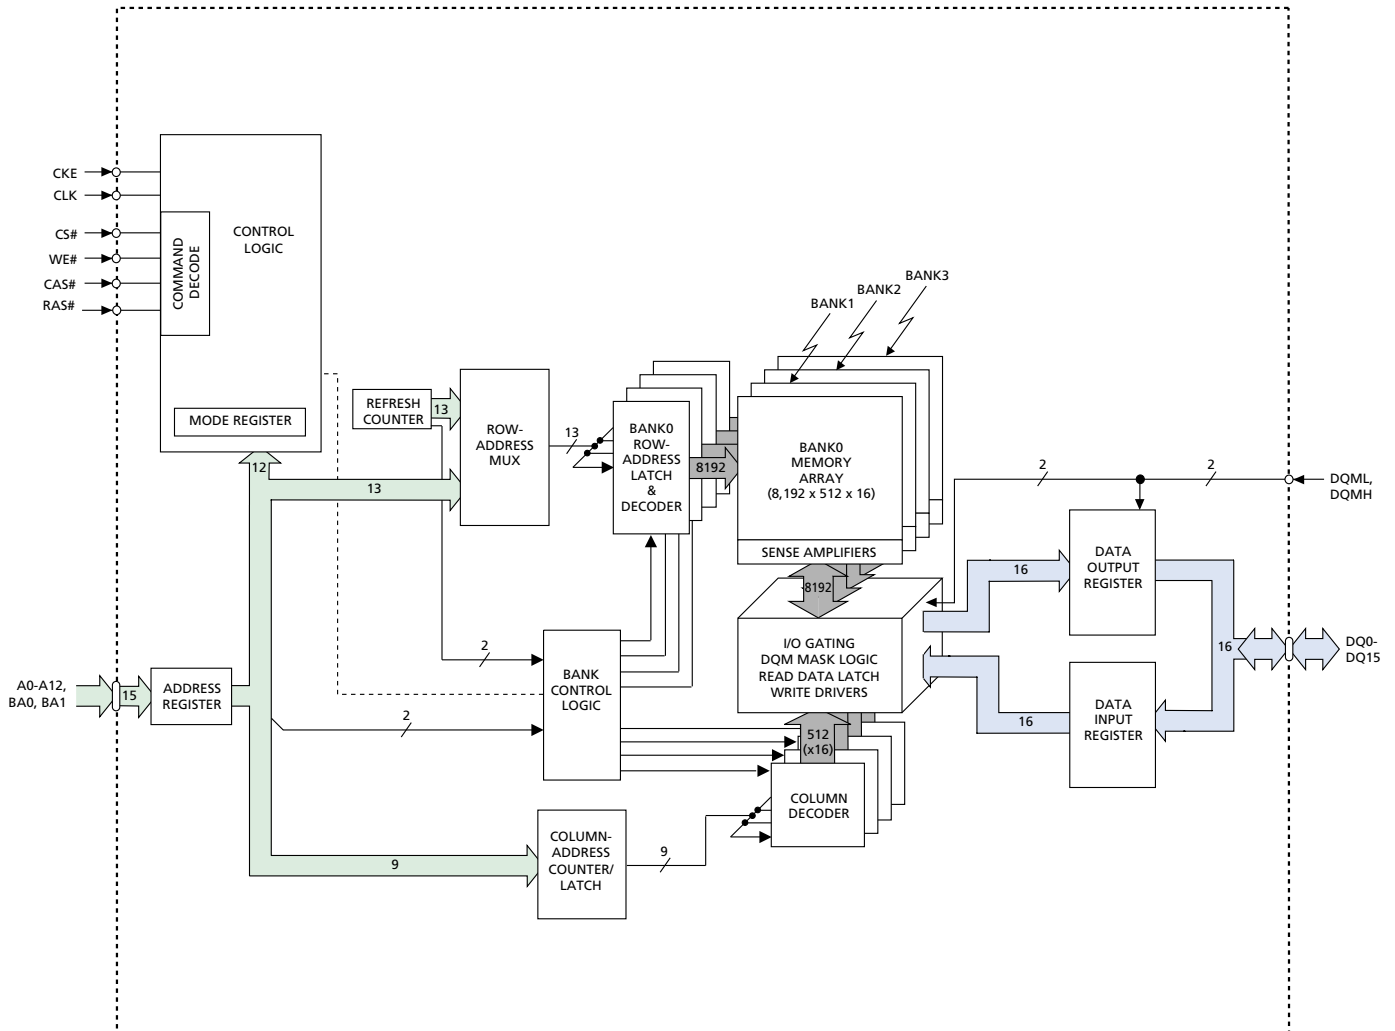 CKE
CLK
CS#
WE#
CAS#
RAS#
COMMAND
DECODE
CONTROL
LOGIC
MODE REGISTER
12
REFRESH
COUNTER
13
13
ROW-
ADDRESS
MUX
13
BANK0
ROW-
ADDRESS
LATCH
&
DECODER
8192
BANK1
BANK2
BANK3
BANK0
MEMORY
ARRAY
(8,192 x 512 x 16)
SENSE AMPLIFIERS
8192
I/O GATING
DQM MASK LOGIC
READ DATA LATCH
WRITE DRIVERS
2
2
DQML,
DQMH
DATA
OUTPUT
REGISTER
16
16
DQ0-
DQ15
DATA
INPUT
REGISTER
16
A0-A12,
BA0, BA1
15
ADDRESS
REGISTER
2
2
BANK
CONTROL
LOGIC
512
(x16)
COLUMN
DECODER
COLUMN-
ADDRESS
COUNTER/
LATCH
9
9